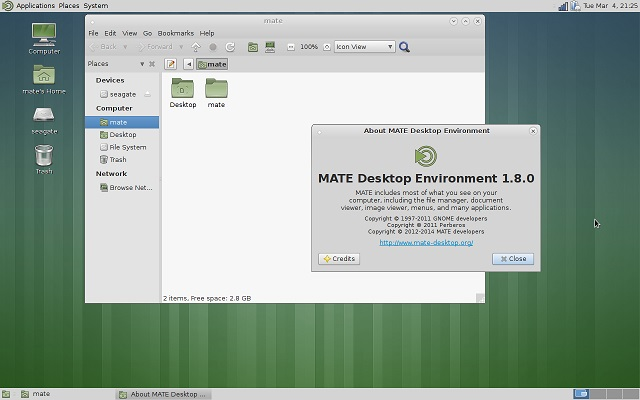 Applications Places System
Tue Mar 4, 21:25
Computer
mate's Home
seagate
Trash
mate
File Edit View Go Bookmarks Help
Back Forward 100% Icon View
Places
mate
Devices
seagate
Computer
mate
Desktop
File System
Trash
Network
Browse Net...
Desktop
mate
2 items, Free space: 2.8 GB
About MATE Desktop Environment
MATE Desktop Environment 1.8.0
MATE includes most of what you see on your
computer, including the file manager, document
viewer, image viewer, menus, and many applications.
Copyright © 1997-2011 GNOME developers
Copyright © 2011 Perberos
Copyright © 2012-2014 MATE developers
http://www.mate-desktop.org/
Credits
Close
mate
About MATE Desktop ...